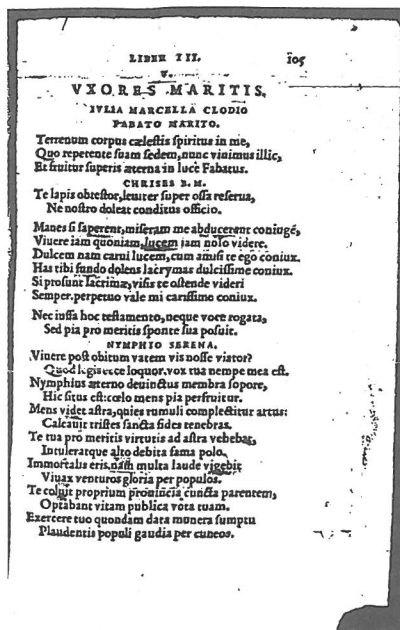 LIBER III. 105
V.
VXORES MARITIS.
IVLIA MARCELLA CLODIO
FABATO MARITO.
Terrenum corpus cælestis spiritus in me,
Quo repetente suam sedem, nunc vivimus illic,
Et fruitur superis æterna in luce Fabatus.
CHRISES B.M.
Te lapis obtestor, leuiter super ossa reserua,
Ne nostro doleat conditus officio.
Manes si saperent, miseram me abducerent coniugē,
Viuere iam quoniam, lucem iam nolo videre.
Dulcem nam carui lucem, cum amisi te ego cōniux.
Has tibi fundo dolens lacrymas dulcissime coniux.
Si prosunt lacrimæ, visis te ostende videri
Semper. perpetuo vale mi carissimo coniux.
Nec iussa hoc testamento, neque voce rogata,
Sed pia pro meritis sponte sua posuit.
NYMPHIO SERENA.
Viuere post obitum vatem vis nosse viator?
Quod legis ecce loquor. vox tua nempe mea est.
Nymphius æterno deuinctus membra sopore,
Hic situs est: cœlo mens pia perfruitur.
Mens videt astra, quies tumuli complectitur artus:
Calcauit tristes sancta fides tenebras.
Te tua pro meritis virtutis ad astra vehebat,
Intuleratque alto debita fama polo.
Immortalis eris, nam multa laude vigebit
Viuax venturos gloria per populos.
Te coluit proprium prouincia cuncta parentem,
Optabant vitam publica vota tuam.
Exercere tuo quondam data munera sumptu
Plaudentis populi gaudia per cuneos.